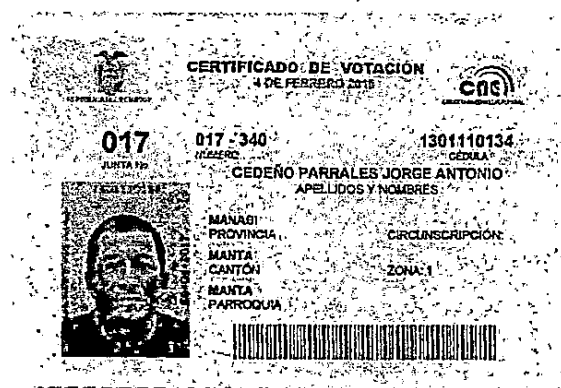 CERTIFICADO DE VOTACIÓN
4 DE FEBRERO 2018
cne
017
JUNTA No
017 - 340
NÚMERO
1301110134
CÉDULA
CEDEÑO PARRALES JORGE ANTONIO
APELLIDOS Y NOMBRES
MANABI
PROVINCIA
CIRCUNSCRIPCIÓN:
MANTA
CANTÓN
ZONA: 1
MANTA
PARROQUIA